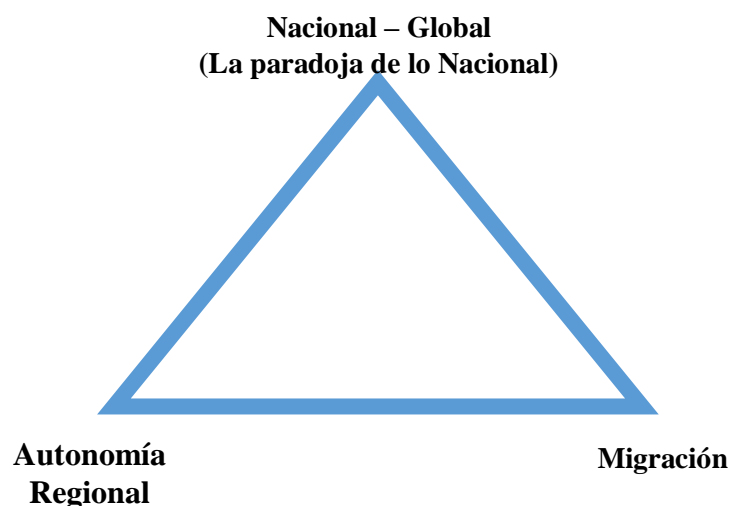 Nacional – Global
(La paradoja de lo Nacional)
Autonomía
Regional
Migración